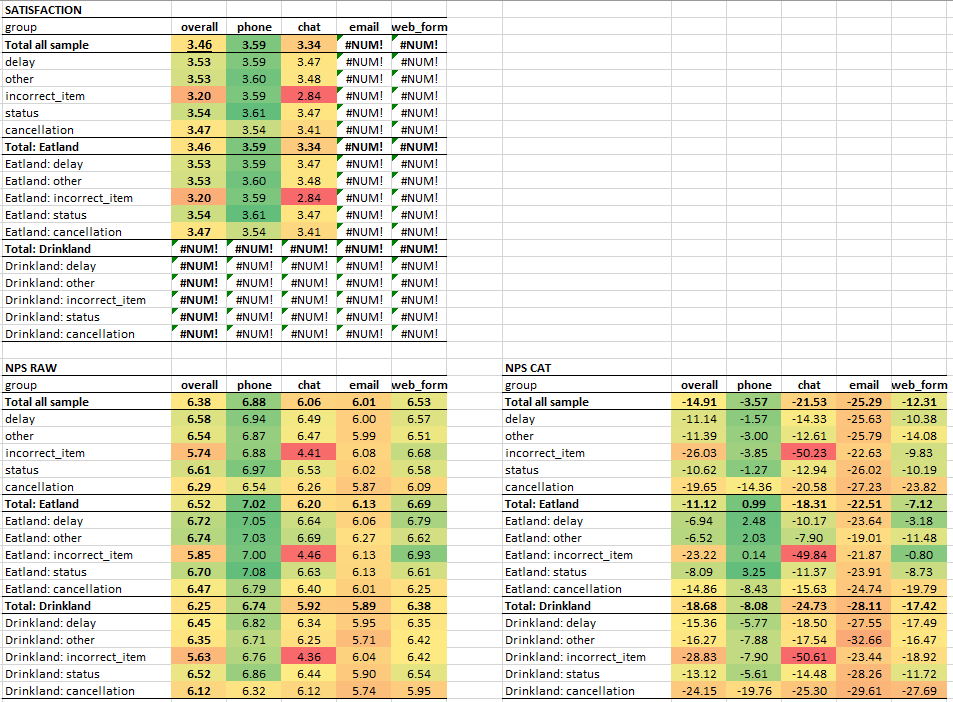 SATISFACTION
group overall phone chat email web_form
Total all sample 3.46 3.59 3.34 #NUM! #NUM!
delay 3.53 3.59 3.47 #NUM! #NUM!
other 3.53 3.60 3.48 #NUM! #NUM!
incorrect_item 3.20 3.59 2.84 #NUM! #NUM!
status 3.54 3.61 3.47 #NUM! #NUM!
cancellation 3.47 3.54 3.41 #NUM! #NUM!
Total: Eatland 3.46 3.59 3.34 #NUM! #NUM!
Eatland: delay 3.53 3.59 3.47 #NUM! #NUM!
Eatland: other 3.53 3.60 3.48 #NUM! #NUM!
Eatland: incorrect_item 3.20 3.59 2.84 #NUM! #NUM!
Eatland: status 3.54 3.61 3.47 #NUM! #NUM!
Eatland: cancellation 3.47 3.54 3.41 #NUM! #NUM!
Total: Drinkland #NUM! #NUM! #NUM! #NUM! #NUM!
Drinkland: delay #NUM! #NUM! #NUM! #NUM! #NUM!
Drinkland: other #NUM! #NUM! #NUM! #NUM! #NUM!
Drinkland: incorrect_item #NUM! #NUM! #NUM! #NUM! #NUM!
Drinkland: status #NUM! #NUM! #NUM! #NUM! #NUM!
Drinkland: cancellation #NUM! #NUM! #NUM! #NUM! #NUM!
NPS RAW
group overall phone chat email web_form
Total all sample 6.38 6.88 6.06 6.01 6.53
delay 6.58 6.94 6.49 6.00 6.57
other 6.54 6.87 6.47 5.99 6.51
incorrect_item 5.74 6.88 4.41 6.08 6.68
status 6.61 6.97 6.53 6.02 6.58
cancellation 6.29 6.54 6.26 5.87 6.09
Total: Eatland 6.52 7.02 6.20 6.13 6.69
Eatland: delay 6.72 7.05 6.64 6.06 6.79
Eatland: other 6.74 7.03 6.69 6.27 6.62
Eatland: incorrect_item 5.85 7.00 4.46 6.13 6.93
Eatland: status 6.70 7.08 6.63 6.13 6.61
Eatland: cancellation 6.47 6.79 6.40 6.01 6.25
Total: Drinkland 6.25 6.74 5.92 5.89 6.38
Drinkland: delay 6.45 6.82 6.34 5.95 6.35
Drinkland: other 6.35 6.71 6.25 5.71 6.42
Drinkland: incorrect_item 5.63 6.76 4.36 6.04 6.42
Drinkland: status 6.52 6.86 6.44 5.90 6.54
Drinkland: cancellation 6.12 6.32 6.12 5.74 5.95
NPS CAT
group overall phone chat email web_form
Total all sample -14.91 -3.57 -21.53 -25.29 -12.31
delay -11.14 -1.57 -14.33 -25.63 -10.38
other -11.39 -3.00 -12.61 -25.79 -14.08
incorrect_item -26.03 -3.85 -50.23 -22.63 -9.83
status -10.62 -1.27 -12.94 -26.02 -10.19
cancellation -19.65 -14.36 -20.58 -27.23 -23.82
Total: Eatland -11.12 0.99 -18.31 -22.51 -7.12
Eatland: delay -6.94 2.48 -10.17 -23.64 -3.18
Eatland: other -6.52 2.03 -7.90 -19.01 -11.48
Eatland: incorrect_item -23.22 0.14 -49.84 -21.87 -0.80
Eatland: status -8.09 3.25 -11.37 -23.91 -8.73
Eatland: cancellation -14.86 -8.43 -15.63 -24.74 -19.79
Total: Drinkland -18.68 -8.08 -24.73 -28.11 -17.42
Drinkland: delay -15.36 -5.77 -18.50 -27.55 -17.49
Drinkland: other -16.27 -7.88 -17.54 -32.66 -16.47
Drinkland: incorrect_item -28.83 -7.90 -50.61 -23.44 -18.92
Drinkland: status -13.12 -5.61 -14.48 -28.26 -11.72
Drinkland: cancellation -24.15 -19.76 -25.30 -29.61 -27.69